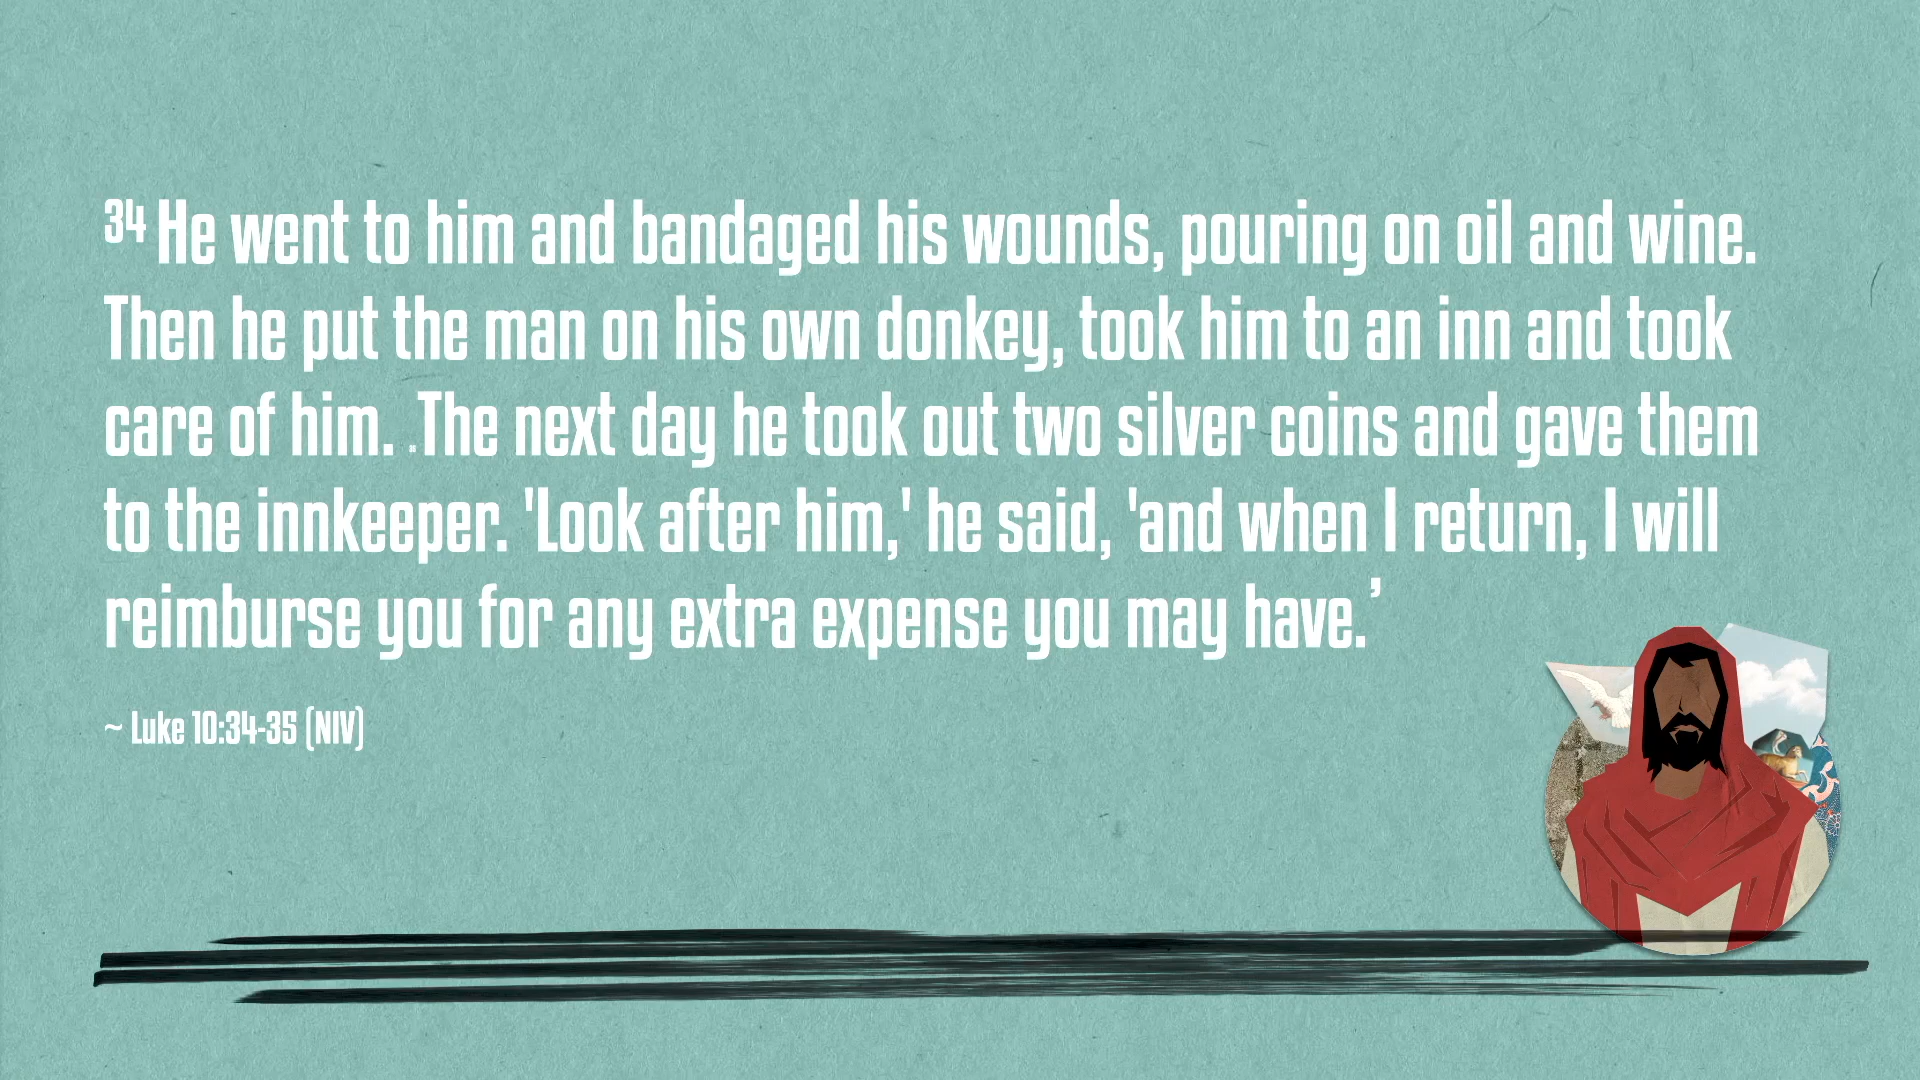 34 He went to him and bandaged his wounds, pouring on oil and wine.
Then he put the man on his own donkey, took him to an inn and took
care of him. The next day he took out two silver coins and gave them
to the innkeeper. 'Look after him,' he said, 'and when I return, I will
reimburse you for any extra expense you may have.’
~ Luke 10:34-35 (NIV)